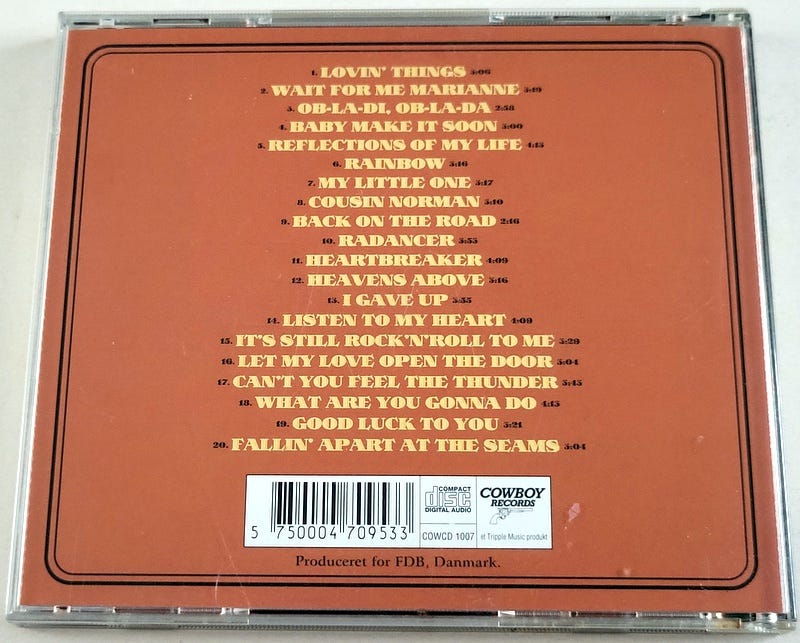 1. LOVIN' THINGS 3:06
2. WAIT FOR ME MARIANNE 3:19
3. OB-LA-DI, OB-LA-DA 2:58
4. BABY MAKE IT SOON 3:00
5. REFLECTIONS OF MY LIFE 4:15
6. RAINBOW 3:16
7. MY LITTLE ONE 3:17
8. COUSIN NORMAN 3:10
9. BACK ON THE ROAD 2:46
10. RADANCER
11. HEARTBREAKER 4:09
12. HEAVENS ABOVE 3:16
13. I GAVE UP
14. LISTEN TO MY HEART 4:09
15. IT'S STILL ROCK'N'ROLL TO ME 3:29
16. LET MY LOVE OPEN THE DOOR 3:04
17. CAN'T YOU FEEL THE THUNDER
18. WHAT ARE YOU GONNA DO 4:15
19. GOOD LUCK TO YOU 3:21
20. FALLIN' APART AT THE SEAMS 3:04
5 750004 709533
COMPACT
disc
DIGITAL AUDIO
COWCD 1007
COWBOY
RECORDS
et Tripple Music produkt
Produceret for FDB, Danmark.